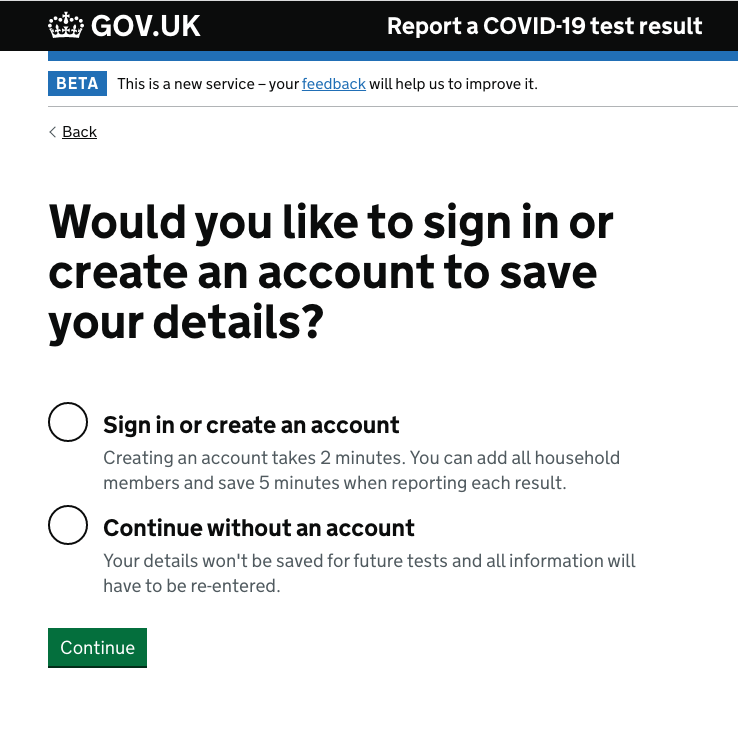 GOV.UK Report a COVID-19 test result
BETA This is a new service – your feedback will help us to improve it.
Back
Would you like to sign in or
create an account to save
your details?
Sign in or create an account
Creating an account takes 2 minutes. You can add all household
members and save 5 minutes when reporting each result.
Continue without an account
Your details won't be saved for future tests and all information will
have to be re-entered.
Continue